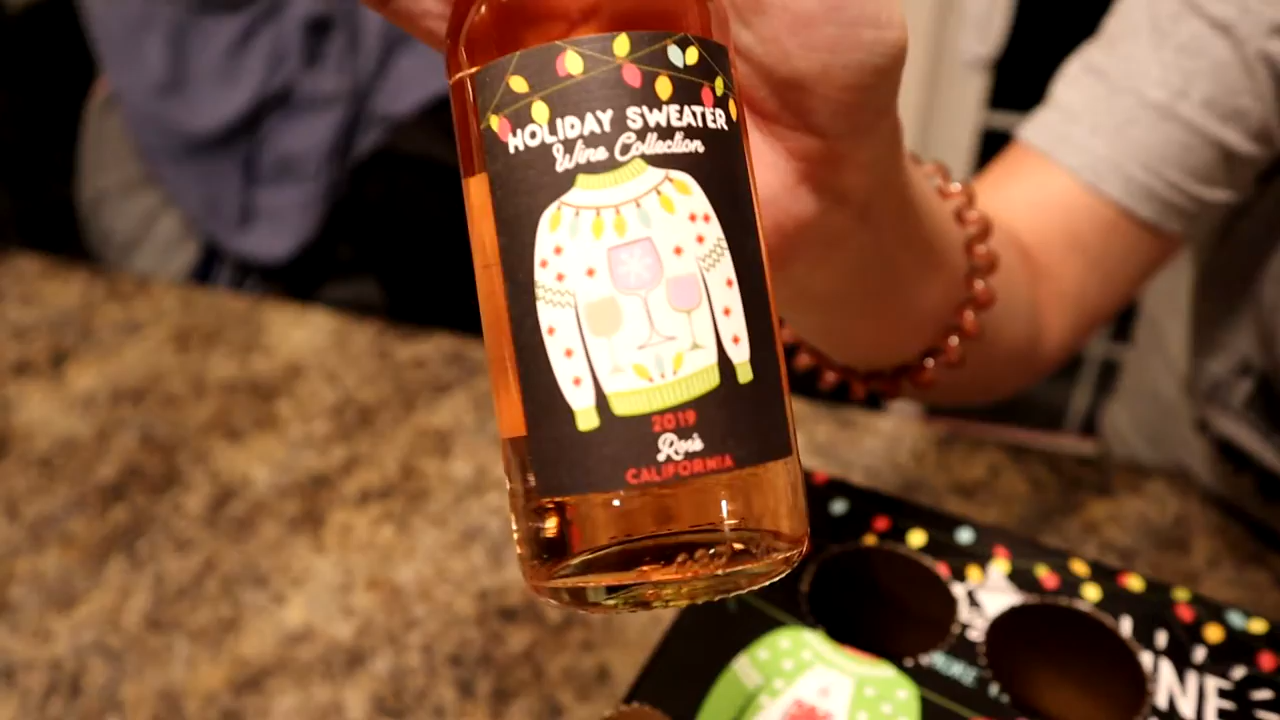 HOLIDAY SWEATER
Wine Collection
2019
Rosé
CALIFORNIA